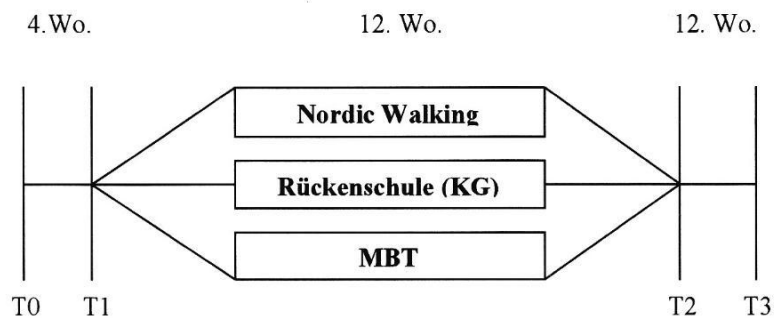 4.Wo. 12. Wo. 12. Wo.
Nordic Walking
Rückenschule (KG)
MBT
T0 T1 T2 T3